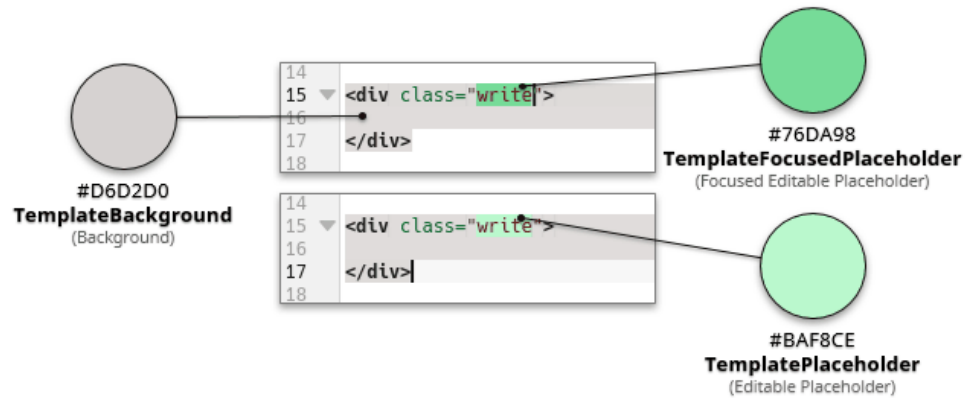 14
15 <div class="write">
16
17 </div>
18
#D6D2D0
TemplateBackground
(Background)
#76DA98
TemplateFocusedPlaceholder
(Focused Editable Placeholder)
14
15 <div class="write">
16
17 </div>
18
#BAF8CE
TemplatePlaceholder
(Editable Placeholder)